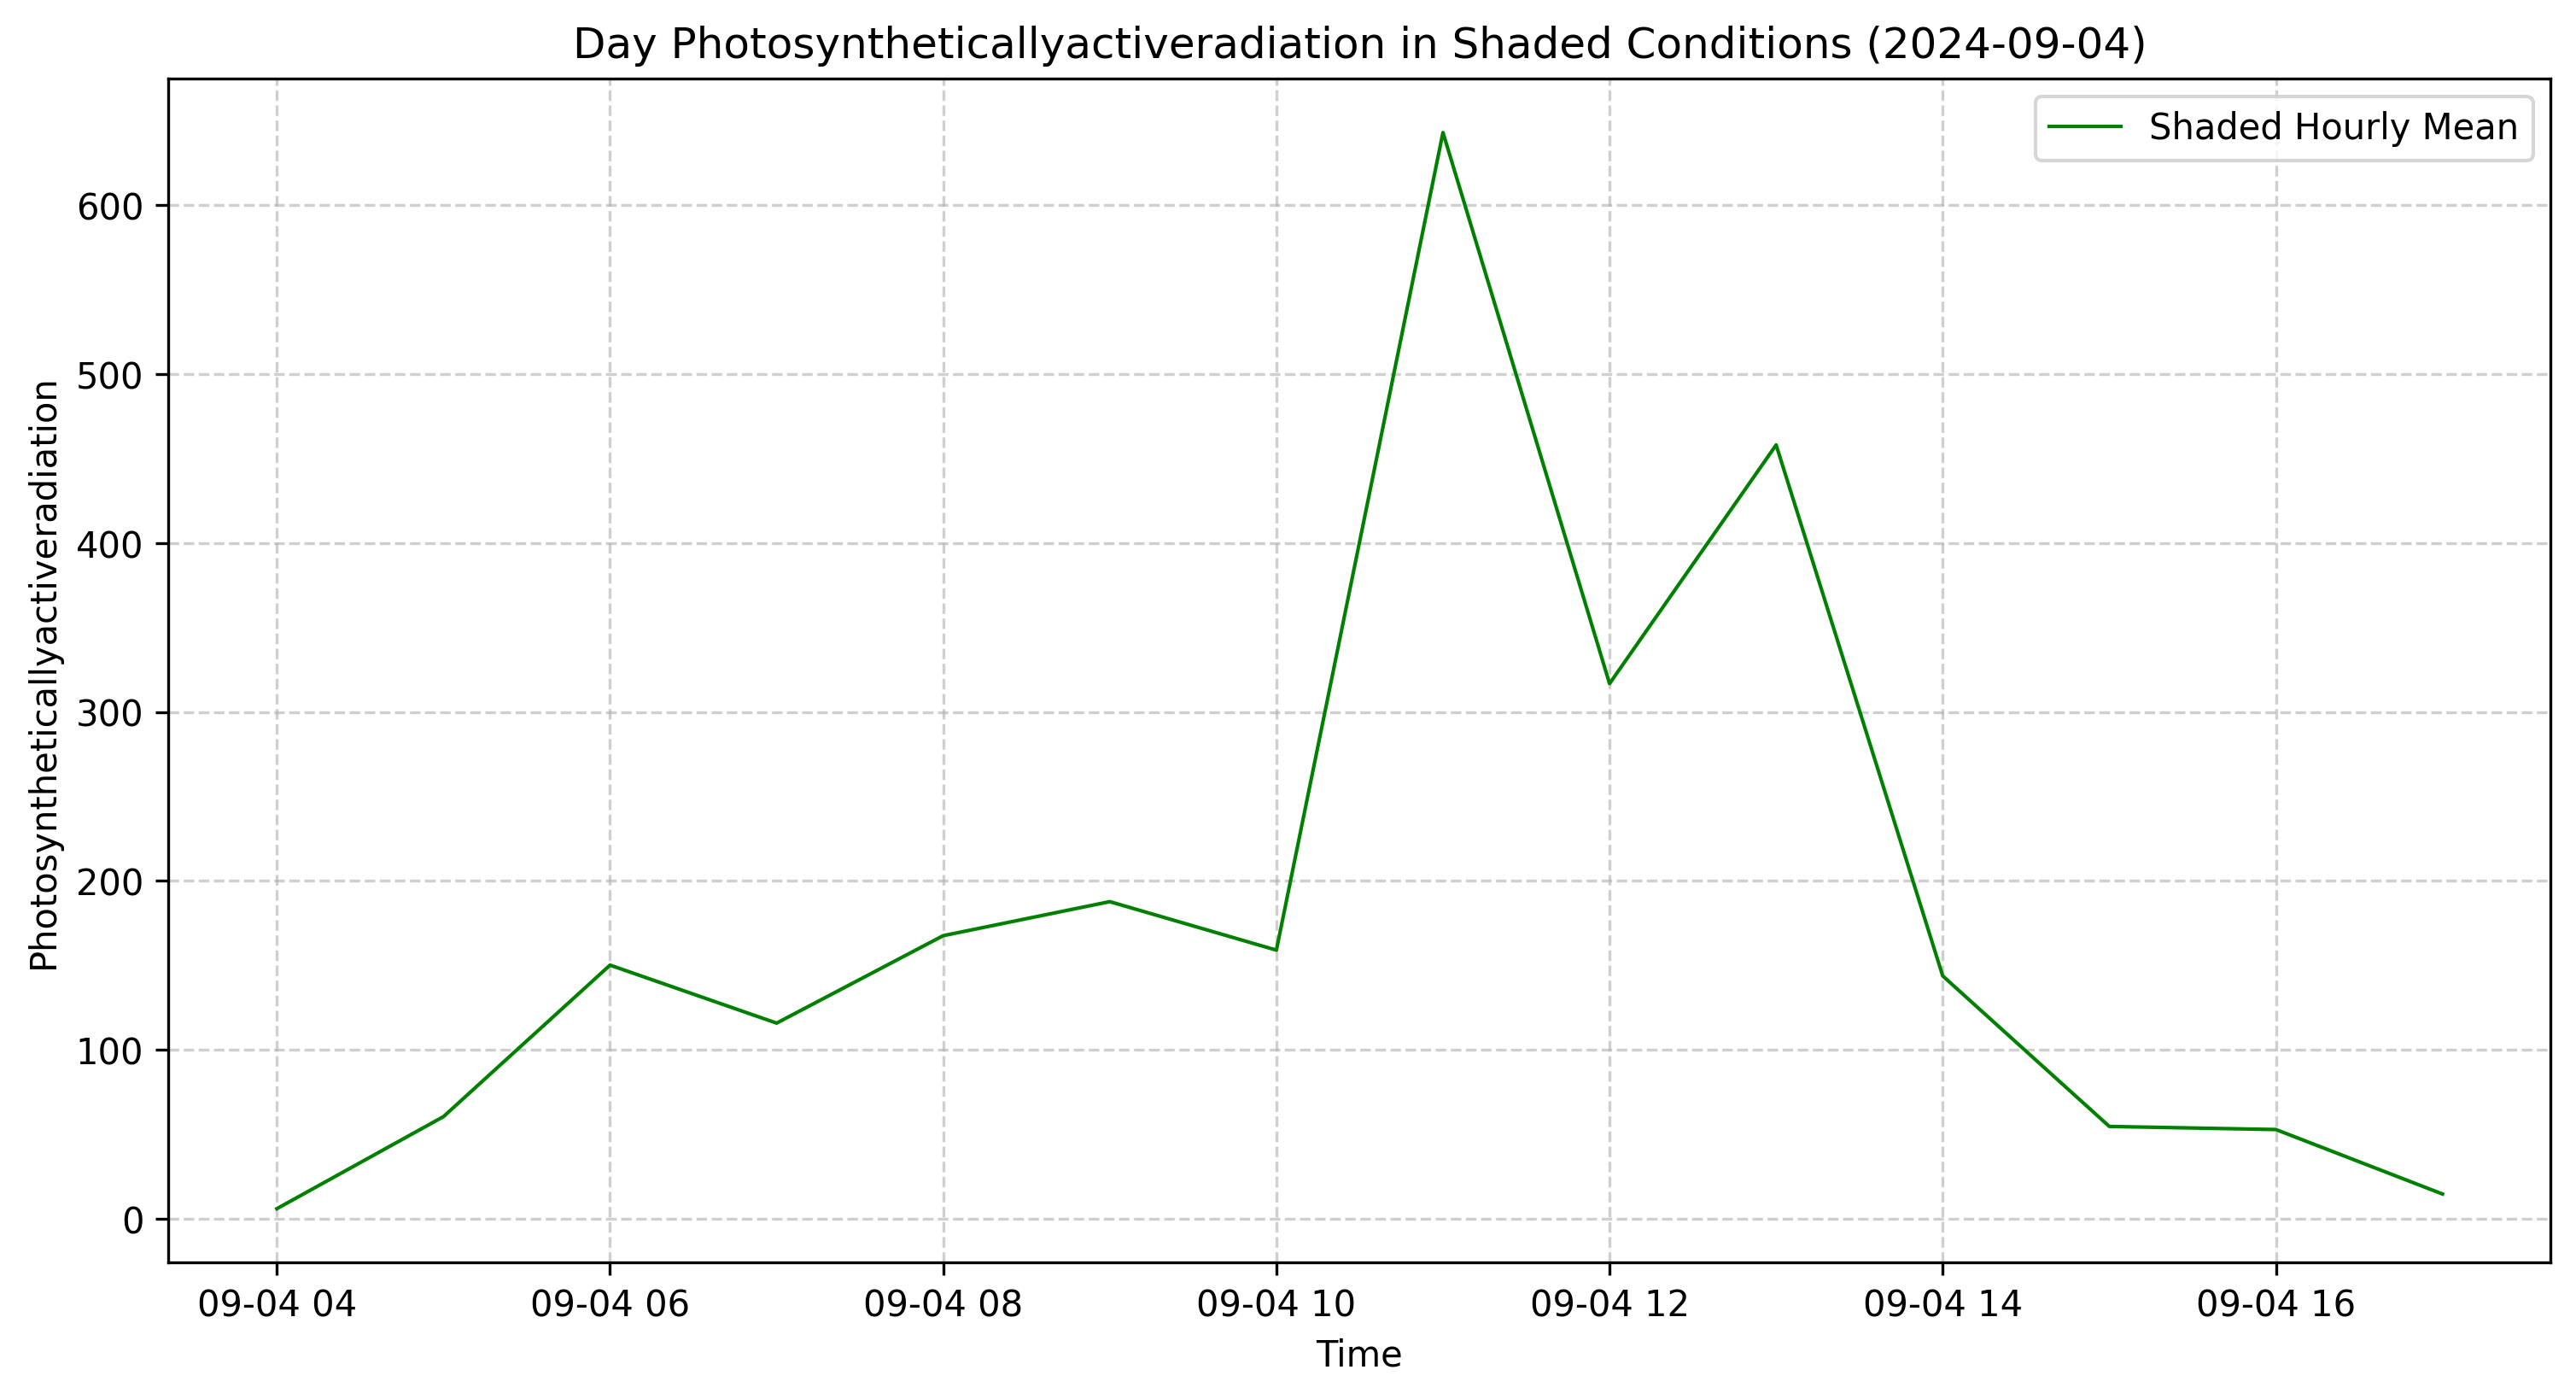 Day Photosyntheticallyactiveradiation in Shaded Conditions (2024-09-04)
Shaded Hourly Mean
Photosyntheticallyactiveradiation
600
500
400
300
200
100
0
09-04 04 09-04 06 09-04 08 09-04 10 09-04 12 09-04 14 09-04 16
Time